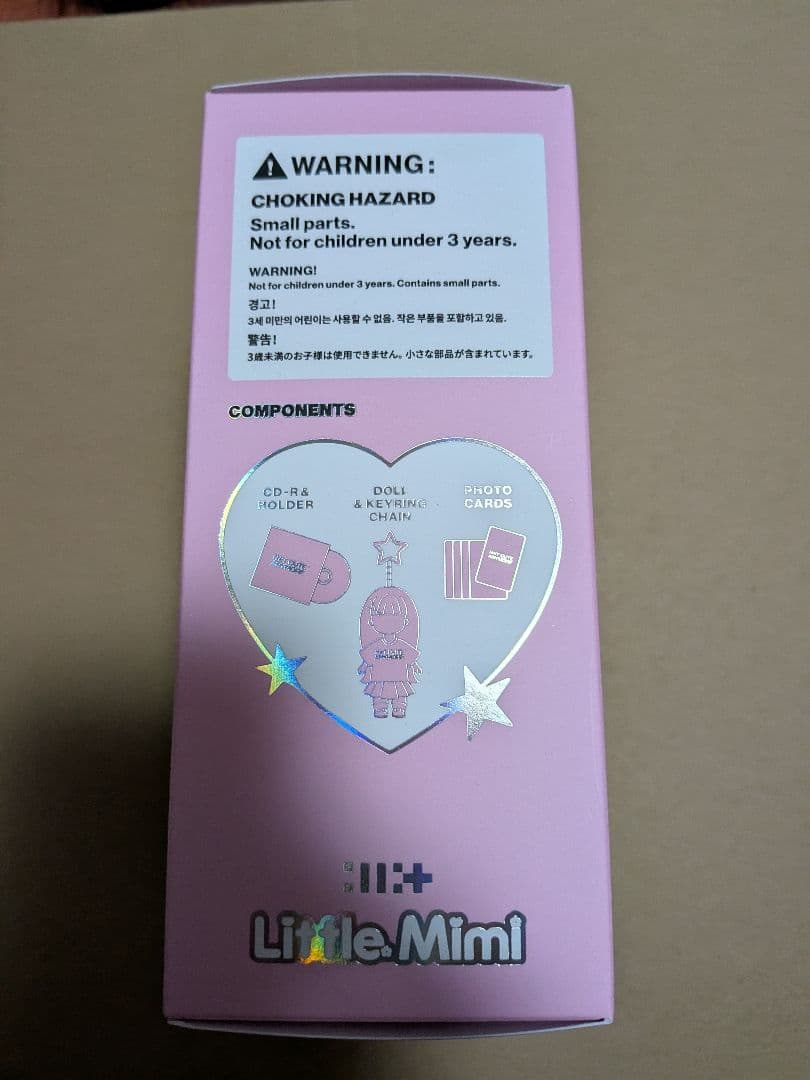 WARNING:
CHOKING HAZARD
Small parts.
Not for children under 3 years.
WARNING!
Not for children under 3 years. Contains small parts.
경고!
3세 미만의 어린이는 사용할 수 없음. 작은 부품을 포함하고 있음.
警告!
3歳未満のお子様は使用できません。小さな部品が含まれています。
COMPONENTS
CD-R &
HOLDER
DOLL
& KEYRING
CHAIN
PHOTO
CARDS
Little Mimi